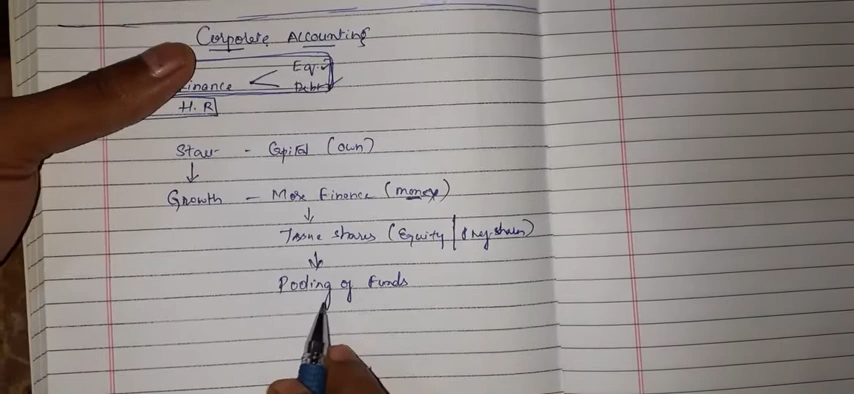 Corporate Accounting
Equ
inance < Debt
H.R
Start - Capital (own)
↓
Growth - More Finance (money)
↓
Issue shares (Equity | Pref. shares)
↓
Pooling of Funds